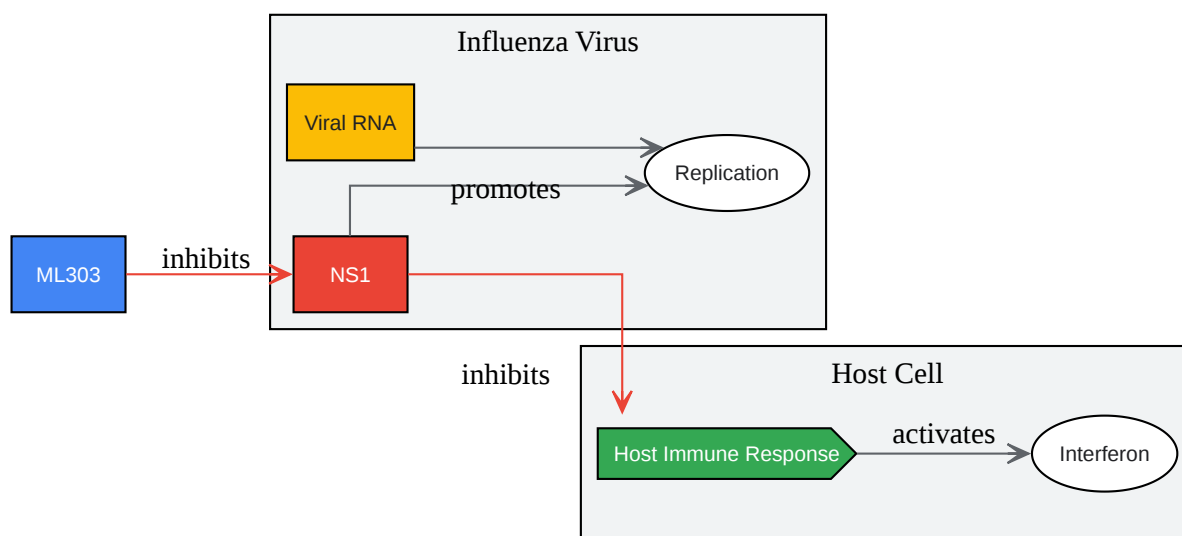 Influenza Virus
Viral RNA
Replication
promotes
ML303
inhibits
NS1
inhibits
Host Cell
Host Immune Response
activates
Interferon